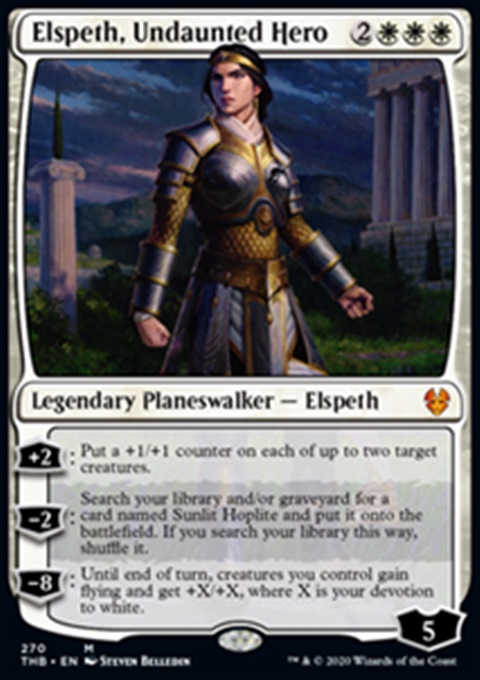 Elspeth, Undaunted Hero 2
Legendary Planeswalker — Elspeth
+2: Put a +1/+1 counter on each of up to two target
creatures.
Search your library and/or graveyard for a
−2: card named Sunlit Hoplite and put it onto the
battlefield. If you search your library this way,
shuffle it.
−8: Until end of turn, creatures you control gain
flying and get +X/+X, where X is your devotion
to white.
5
270 M
THB • EN Steven Belledin
™ & © 2020 Wizards of the Coast